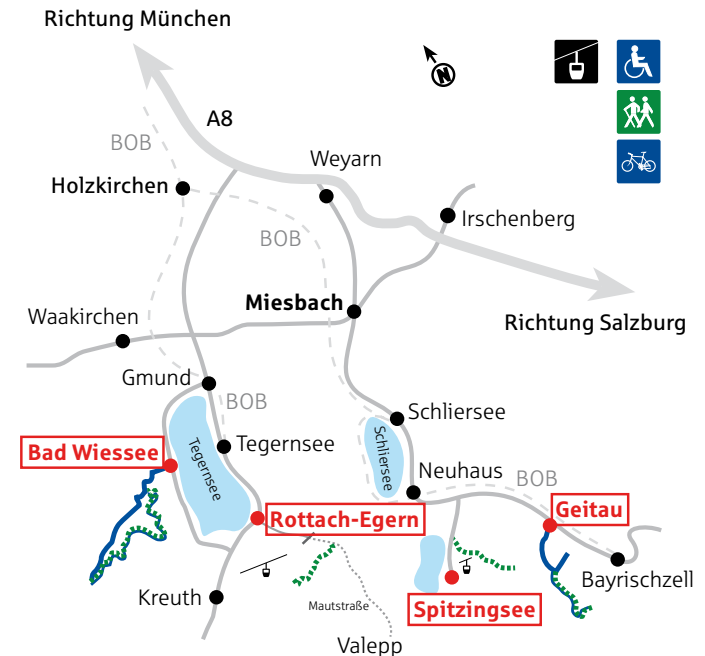 Richtung München
N
A8
BOB
Weyarn
Holzkirchen
Irschenberg
BOB
Miesbach
Waakirchen
Richtung Salzburg
Gmund
BOB
Schliersee
Tegernsee
Tegernsee
Schliersee
Bad Wiessee
Neuhaus
BOB
Geitau
Rottach-Egern
Bayrischzell
Kreuth
Mautstraße
Spitzingsee
Valepp